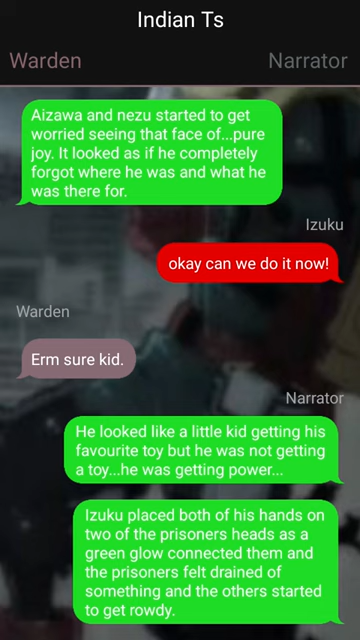 Indian Ts
Warden
Narrator
Aizawa and nezu started to get
worried seeing that face of...pure
joy. It looked as if he completely
forgot where he was and what he
was there for.
Izuku
okay can we do it now!
Warden
Erm sure kid.
Narrator
He looked like a little kid getting his
favourite toy but he was not getting
a toy...he was getting power...
Izuku placed both of his hands on
two of the prisoners heads as a
green glow connected them and
the prisoners felt drained of
something and the others started
to get rowdy.